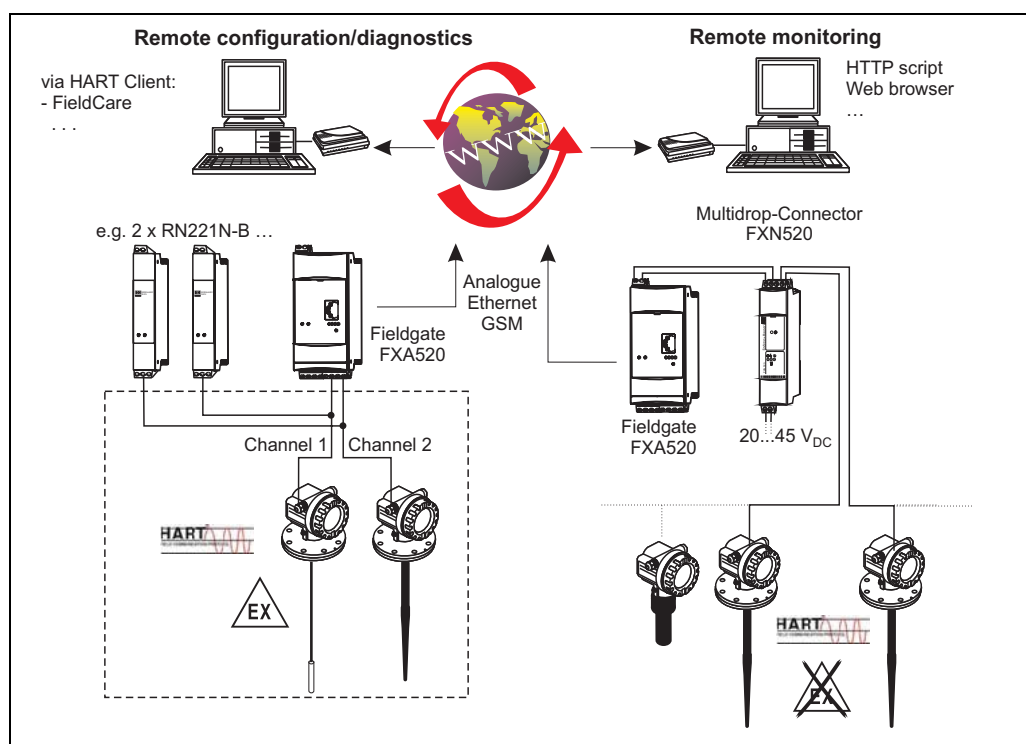 Remote configuration/diagnostics
Remote monitoring
via HART Client:
- FieldCare
. . .
HTTP script
Web browser
...
WWW
Multidrop-Connector
FXN520
e.g. 2 x RN221N-B ...
Analogue
Ethernet
GSM
Fieldgate
FXA520
Fieldgate
FXA520
20...45 VDC
Channel 1
Channel 2
HART
EX
HART
EX